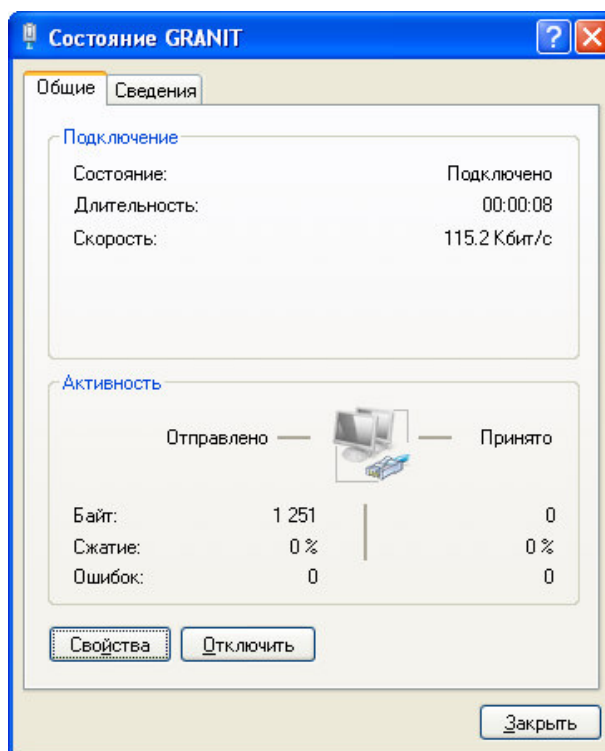 Состояние GRANIT
Общие Сведения
Подключение
Состояние: Подключено
Длительность: 00:00:08
Скорость: 115.2 Кбит/с
Активность
Отправлено Принято
Байт: 1 251 0
Сжатие: 0 % 0 %
Ошибок: 0 0
Свойства Отключить
Закрыть